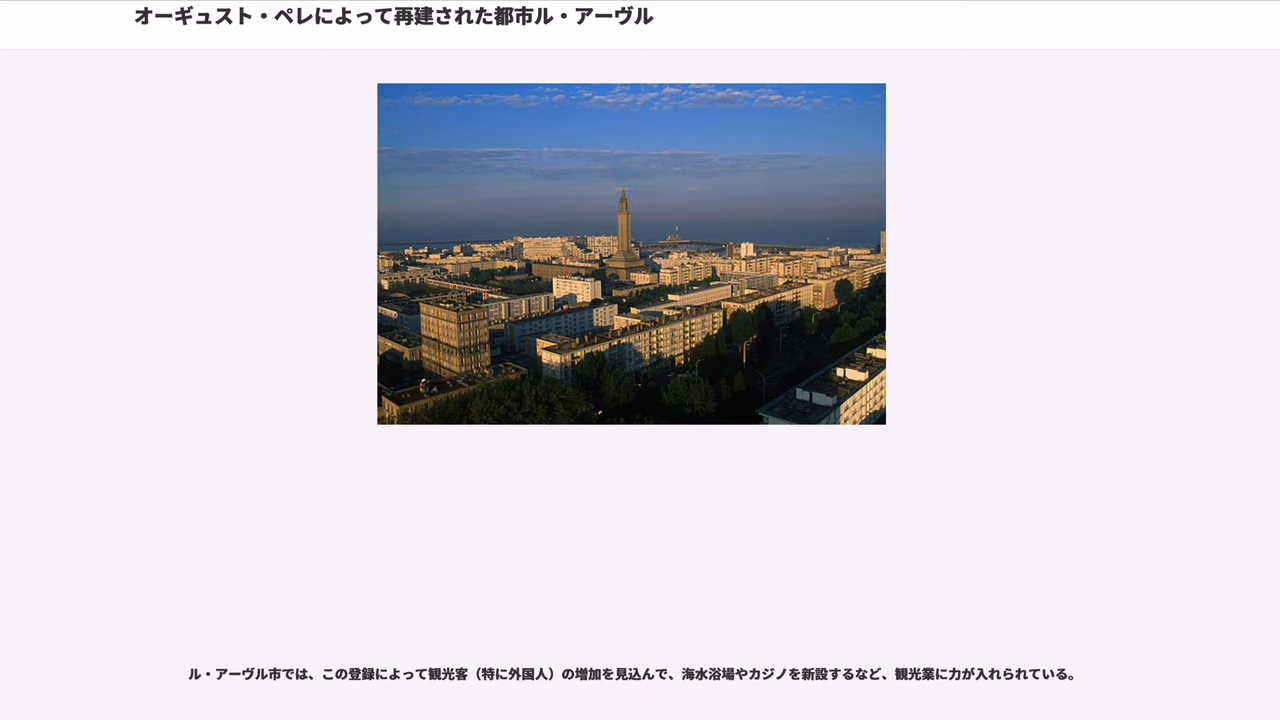 オーギュスト・ペレによって再建された都市ル・アーヴル
ル・アーヴル市では、この登録によって観光客（特に外国人）の増加を見込んで、海水浴場やカジノを新設するなど、観光業に力が入れられている。